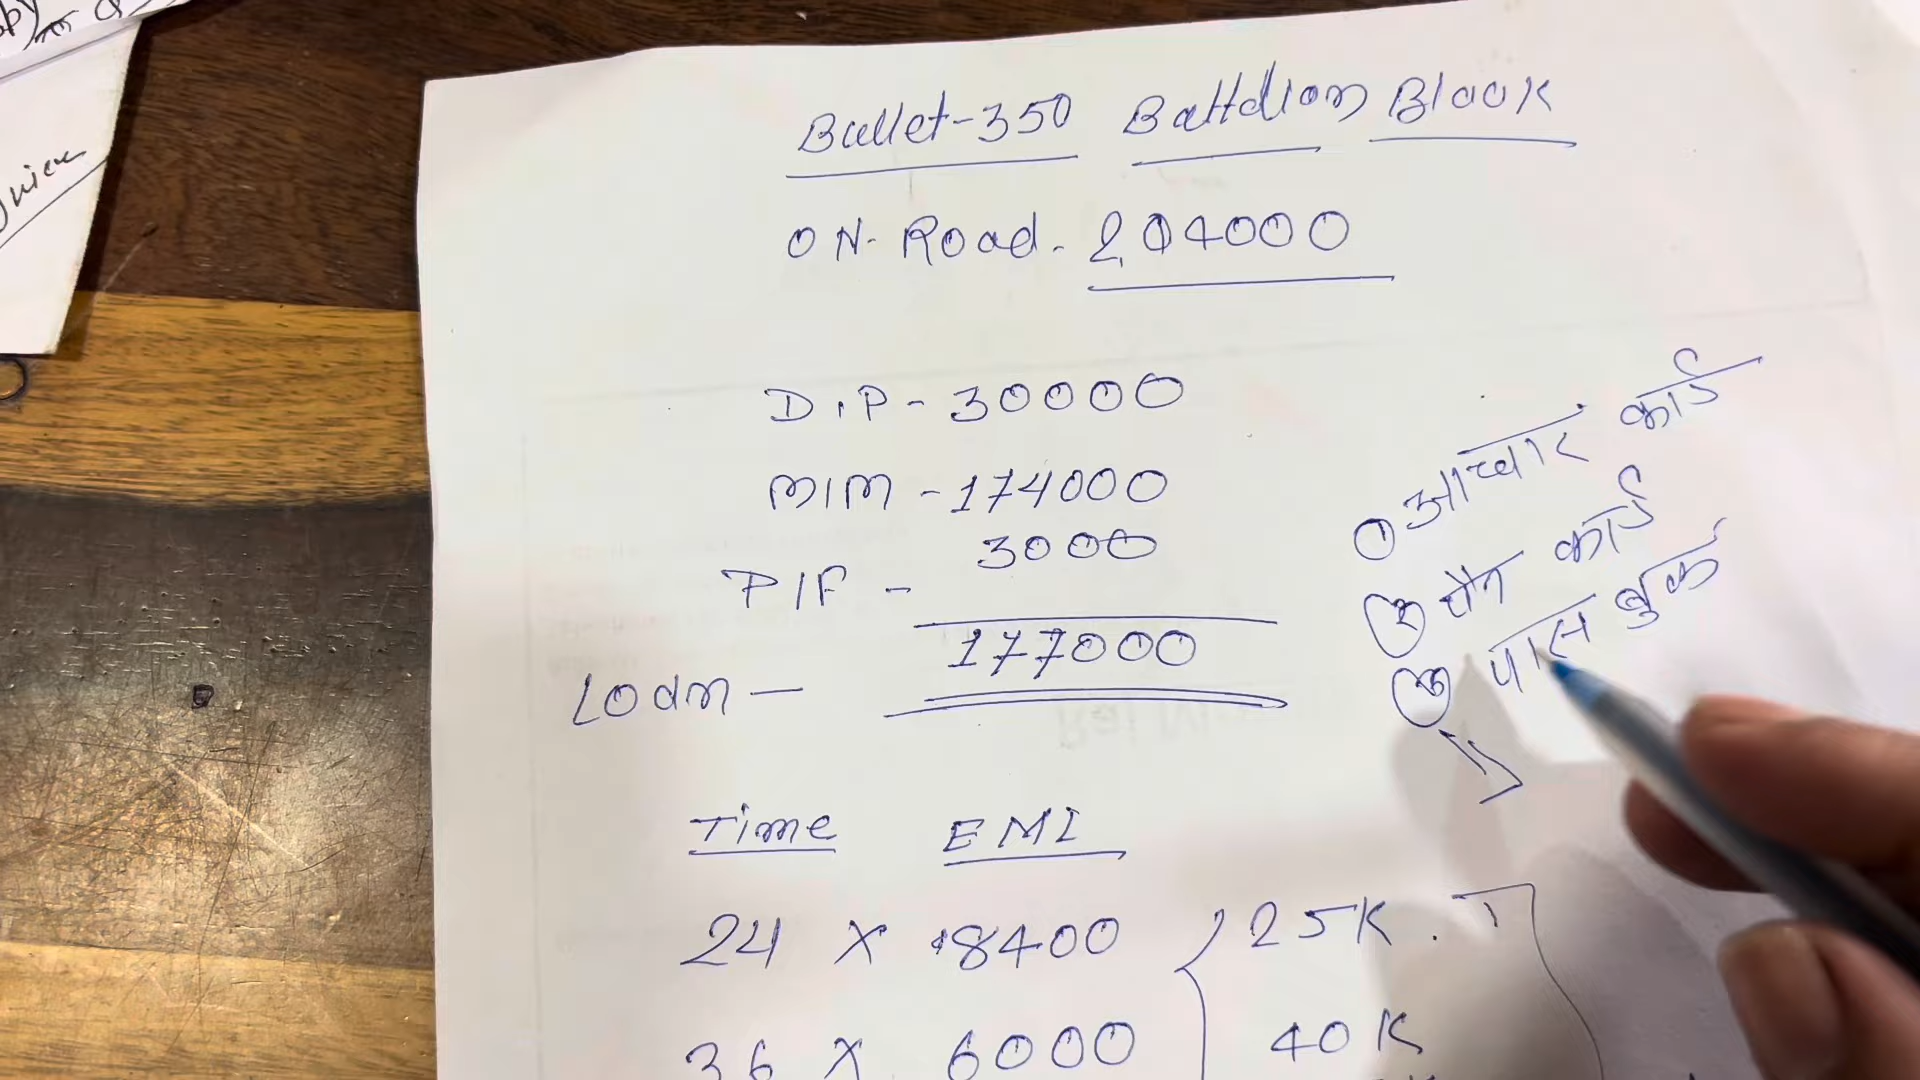 Bullet-350 Battalion Black
ON-Road- 204000
D.P - 30000
M/M - 174000
3000
P/F -
177000
Loan —
① आधार कार्ड
② पैन कार्ड
③ पास बुक
Time EMI
24 X 8400 25K.
36 X 6000 40K